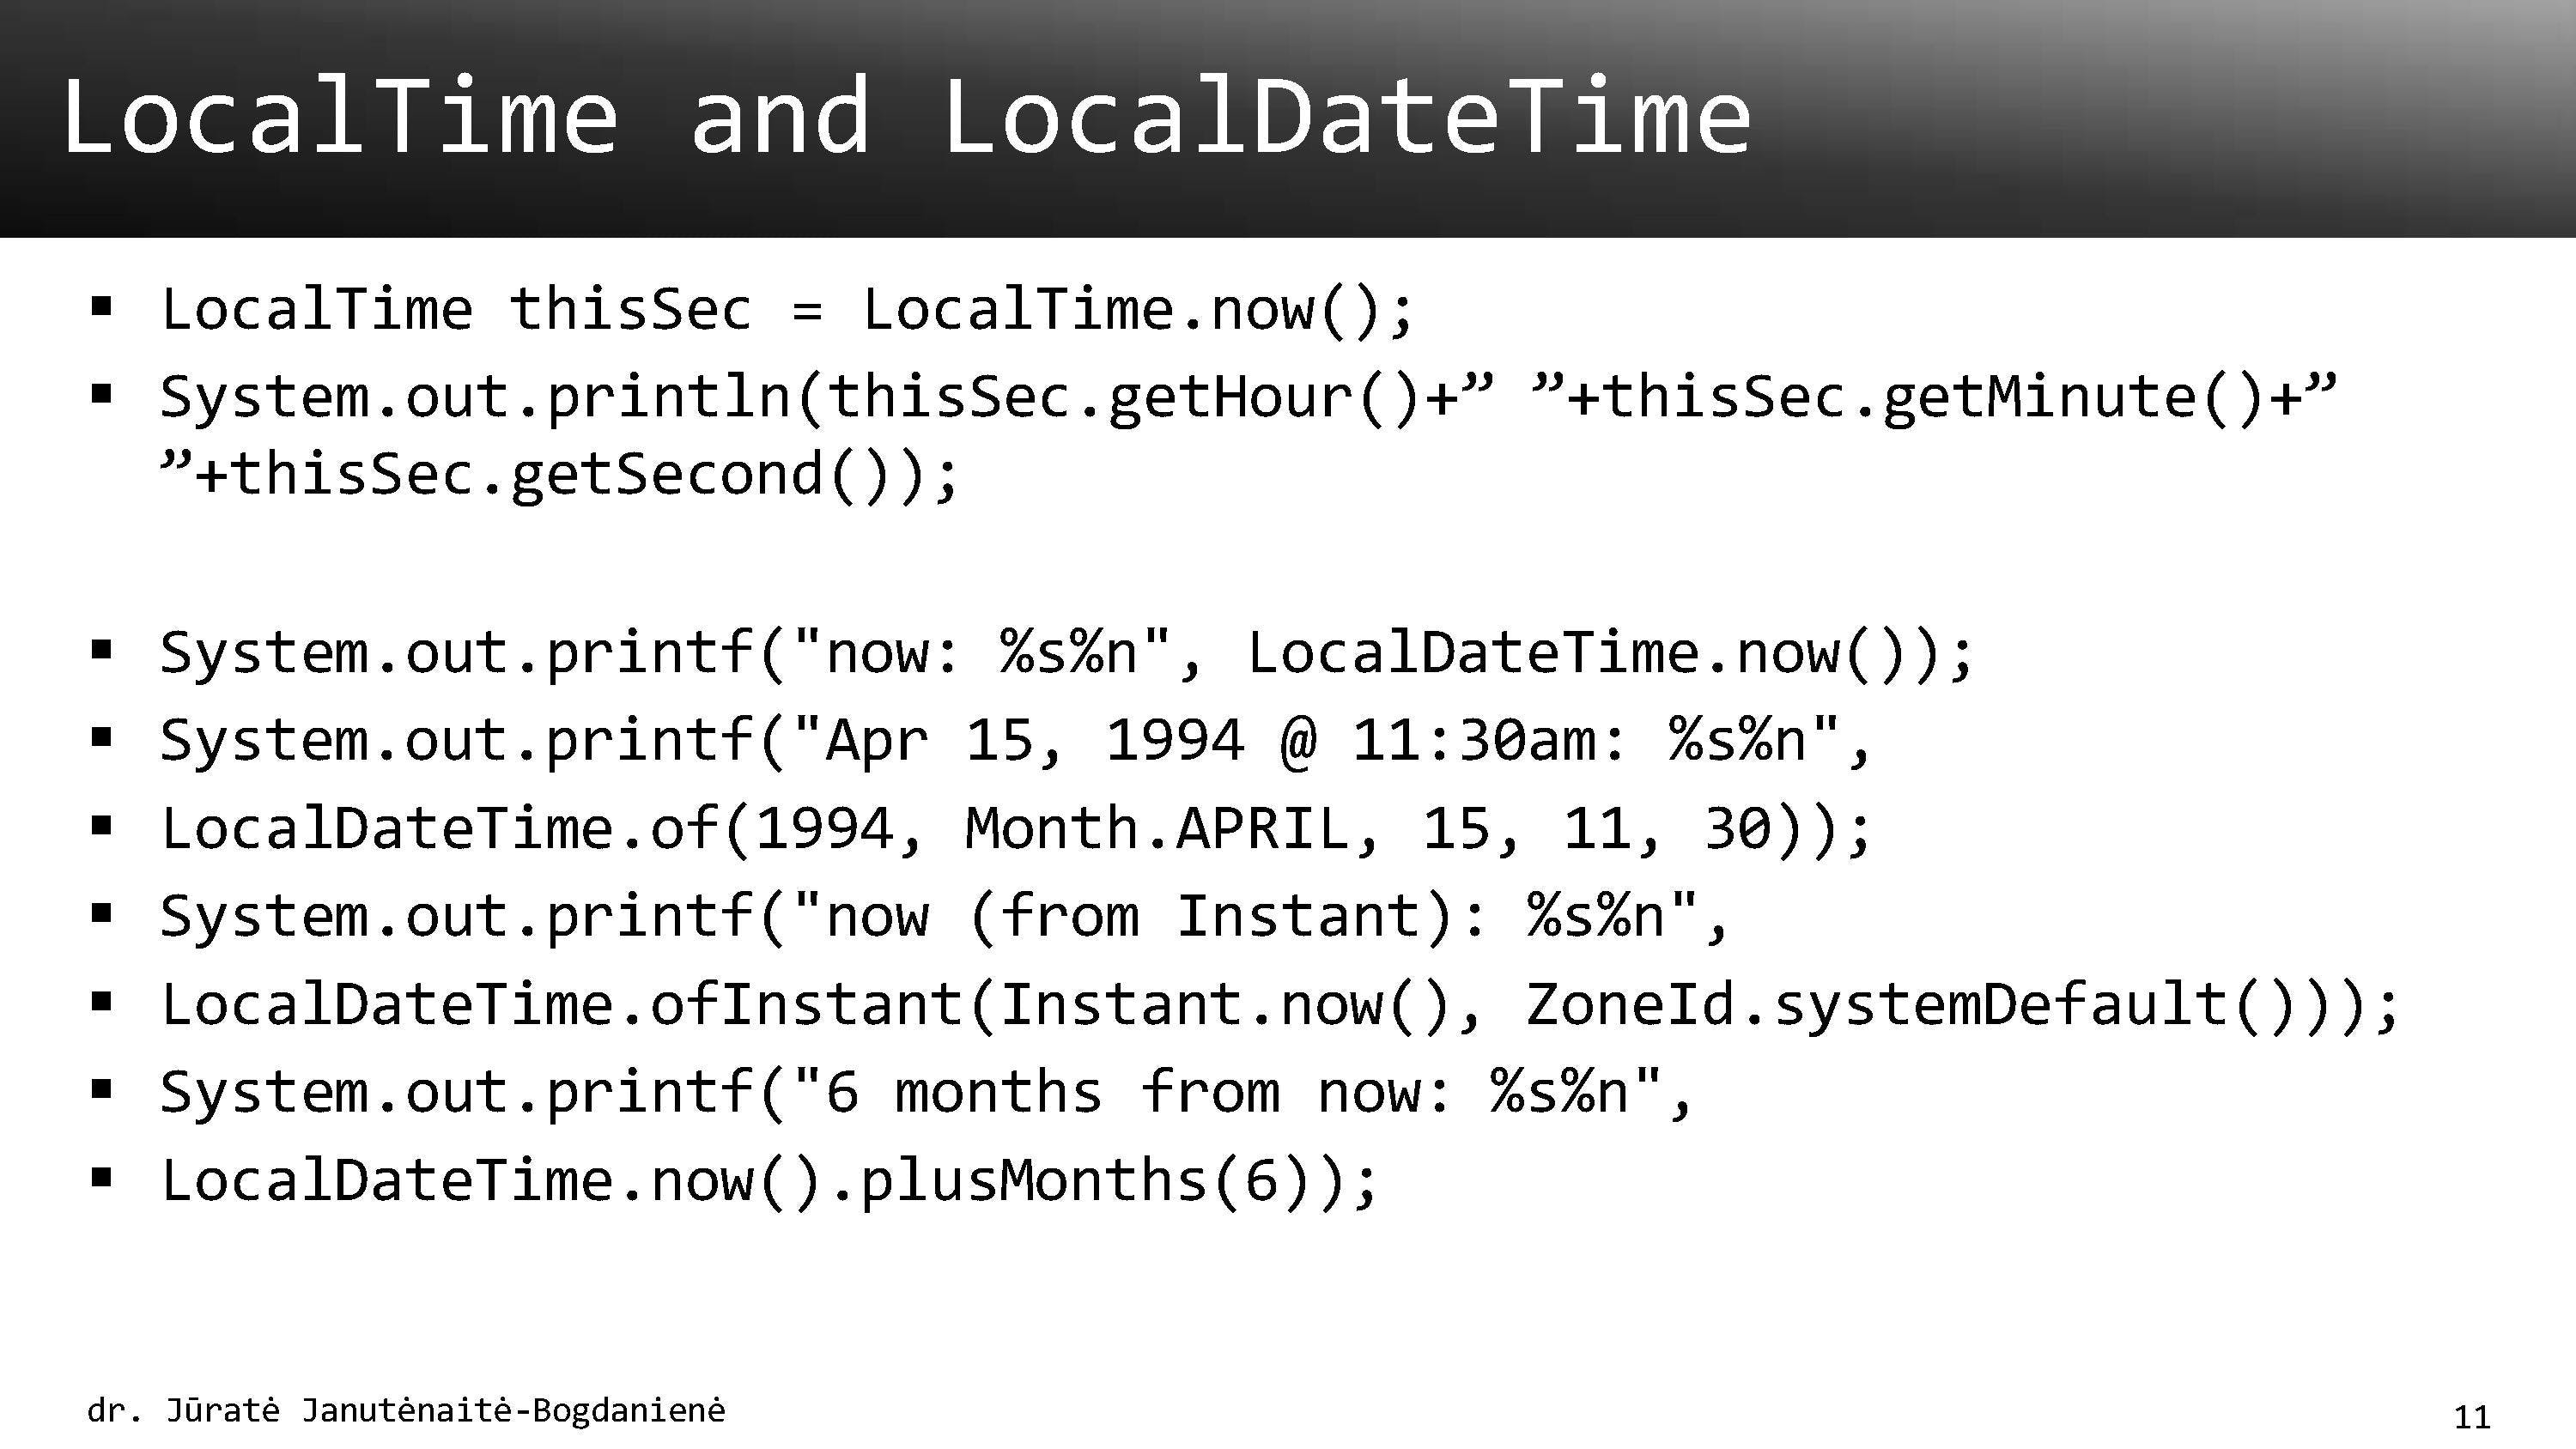 LocalTime and LocalDateTime
▪ LocalTime thisSec = LocalTime.now();
▪ System.out.println(thisSec.getHour()+” ”+thisSec.getMinute()+”
”+thisSec.getSecond());
▪ System.out.printf("now: %s%n", LocalDateTime.now());
▪ System.out.printf("Apr 15, 1994 @ 11:30am: %s%n",
▪ LocalDateTime.of(1994, Month.APRIL, 15, 11, 30));
▪ System.out.printf("now (from Instant): %s%n",
▪ LocalDateTime.ofInstant(Instant.now(), ZoneId.systemDefault()));
▪ System.out.printf("6 months from now: %s%n",
▪ LocalDateTime.now().plusMonths(6));
dr. Jūratė Janutėnaitė-Bogdanienė
11